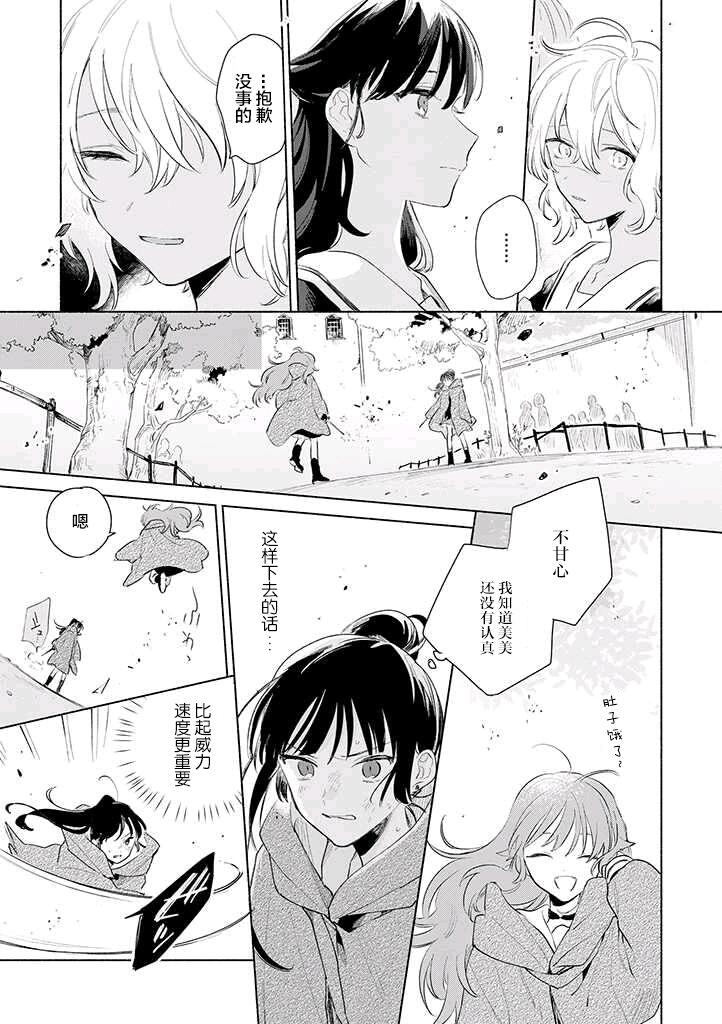 ……
…抱歉
没事的
不甘心
我知道美美
还没有认真
肚子饿了~
这样下去的话…
嗯
比起威力
速度更重要